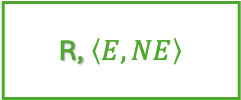 R, ⟨E, NE⟩